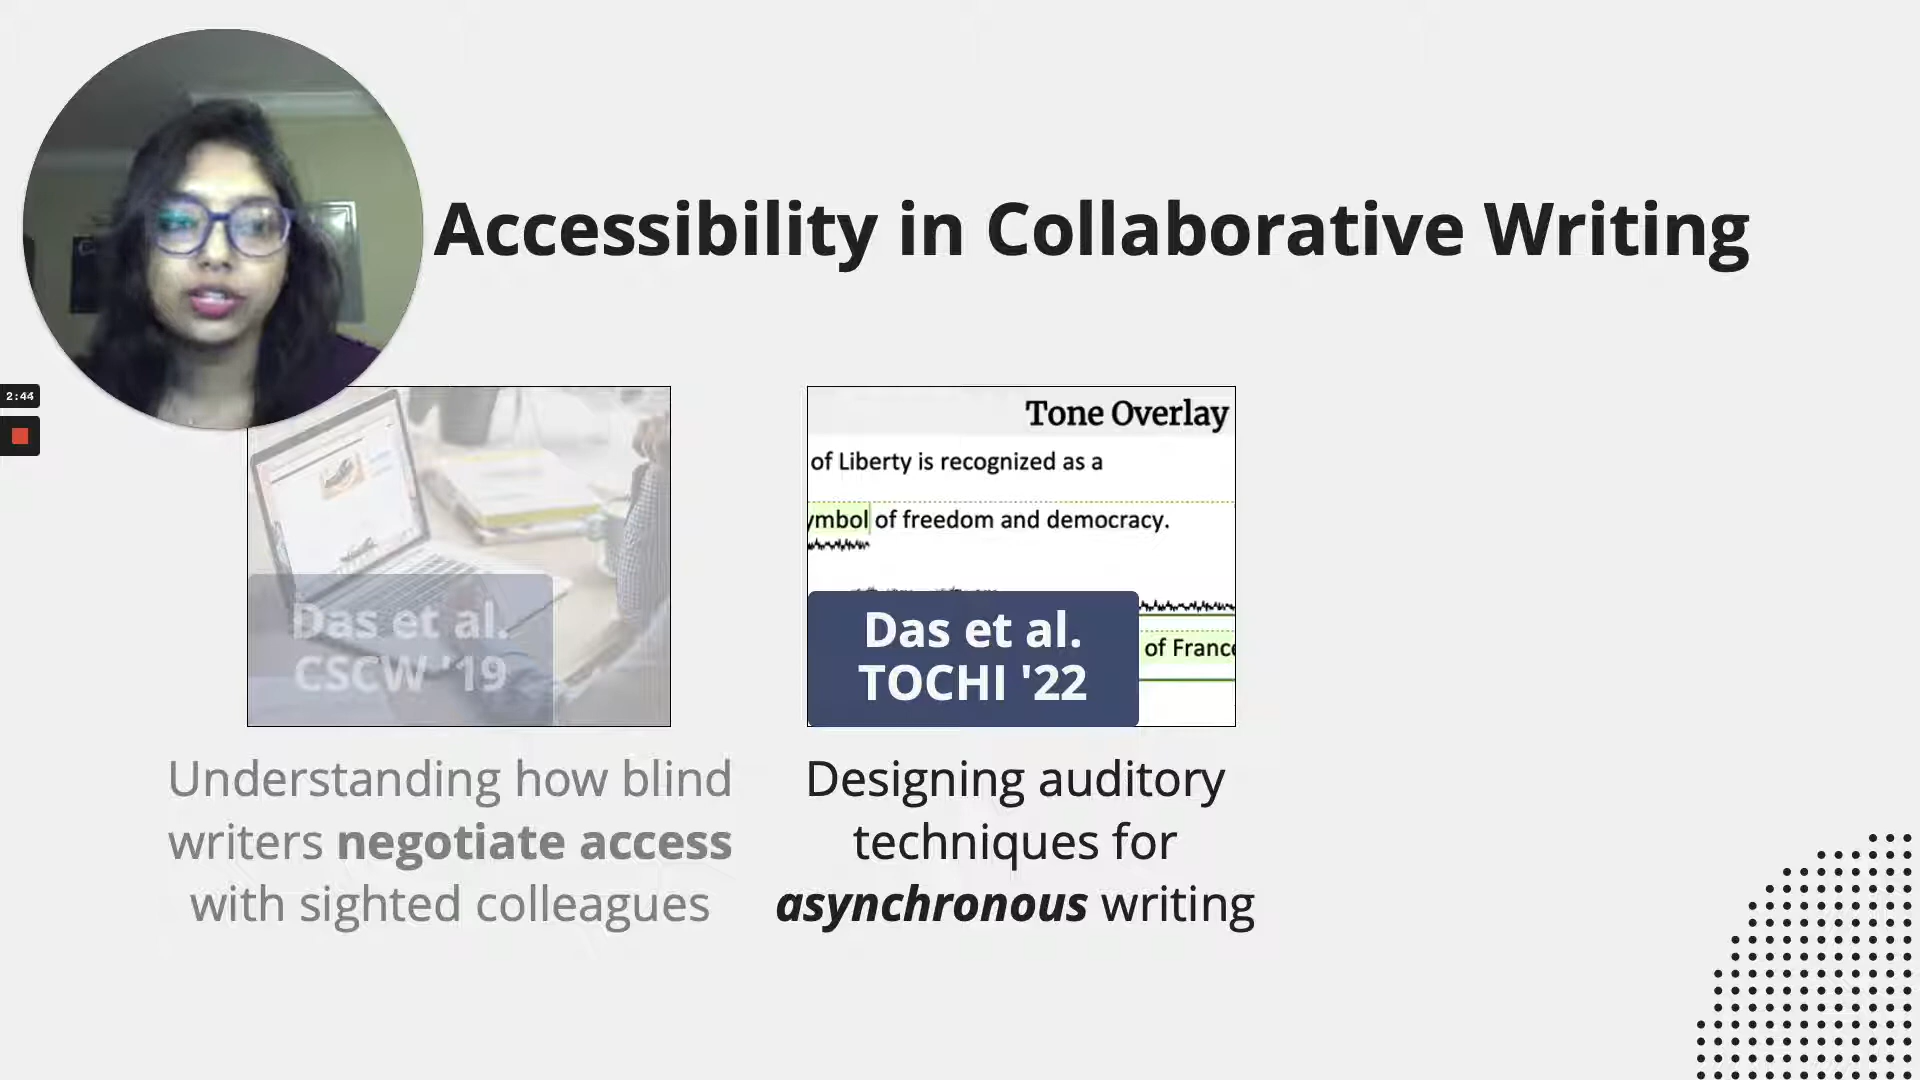 Accessibility in Collaborative Writing
2:44
Das et al.
CSCW '19
Understanding how blind
writers negotiate access
with sighted colleagues
Tone Overlay
of Liberty is recognized as a
ymbol of freedom and democracy.
of France
Das et al.
TOCHI '22
Designing auditory
techniques for
asynchronous writing